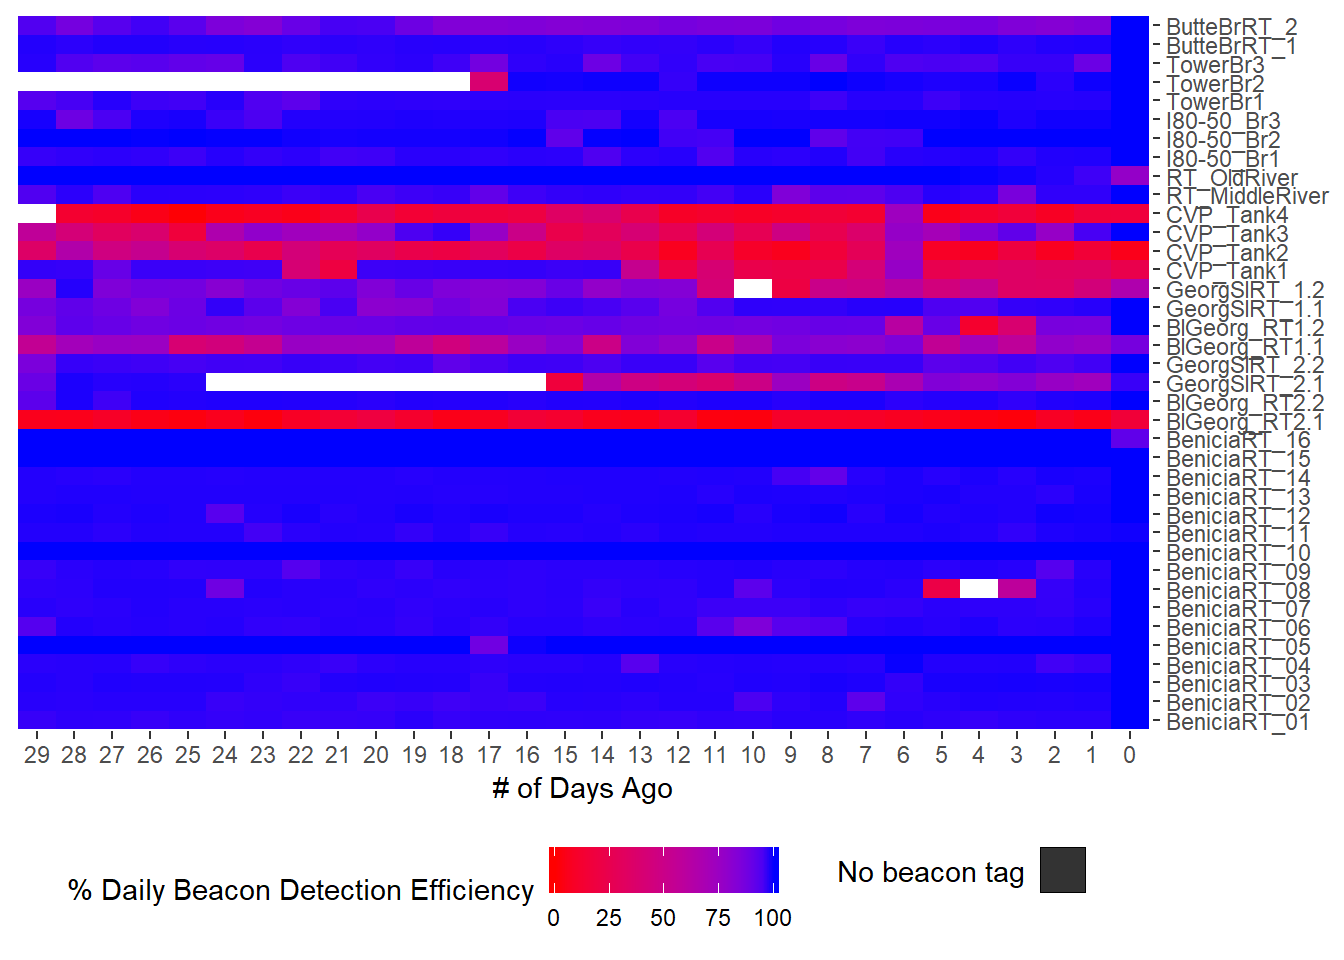 ButteBrRT_2
ButteBrRT_1
TowerBr3
TowerBr2
TowerBr1
I80-50_Br3
I80-50_Br2
I80-50_Br1
RT_OldRiver
RT_MiddleRiver
CVP_Tank4
CVP_Tank3
CVP_Tank2
CVP_Tank1
GeorgSlRT_1.2
GeorgSlRT_1.1
BlGeorg_RT1.2
BlGeorg_RT1.1
GeorgSlRT_2.2
GeorgSlRT_2.1
BlGeorg_RT2.2
BlGeorg_RT2.1
BeniciaRT_16
BeniciaRT_15
BeniciaRT_14
BeniciaRT_13
BeniciaRT_12
BeniciaRT_11
BeniciaRT_10
BeniciaRT_09
BeniciaRT_08
BeniciaRT_07
BeniciaRT_06
BeniciaRT_05
BeniciaRT_04
BeniciaRT_03
BeniciaRT_02
BeniciaRT_01
29 28 27 26 25 24 23 22 21 20 19 18 17 16 15 14 13 12 11 10 9 8 7 6 5 4 3 2 1 0
# of Days Ago
% Daily Beacon Detection Efficiency
0 25 50 75 100
No beacon tag